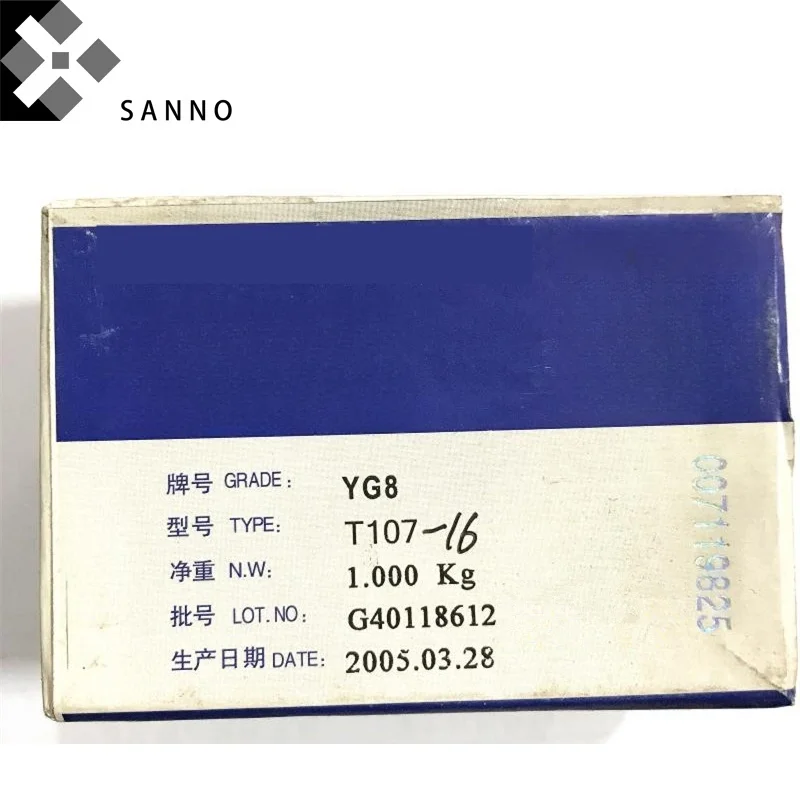 SANNO
牌号 GRADE: YG8
型号 TYPE: T107-16
净重 N.W: 1.000 Kg
批号 LOT.NO: G40118612
生产日期 DATE: 2005.03.28
007119825